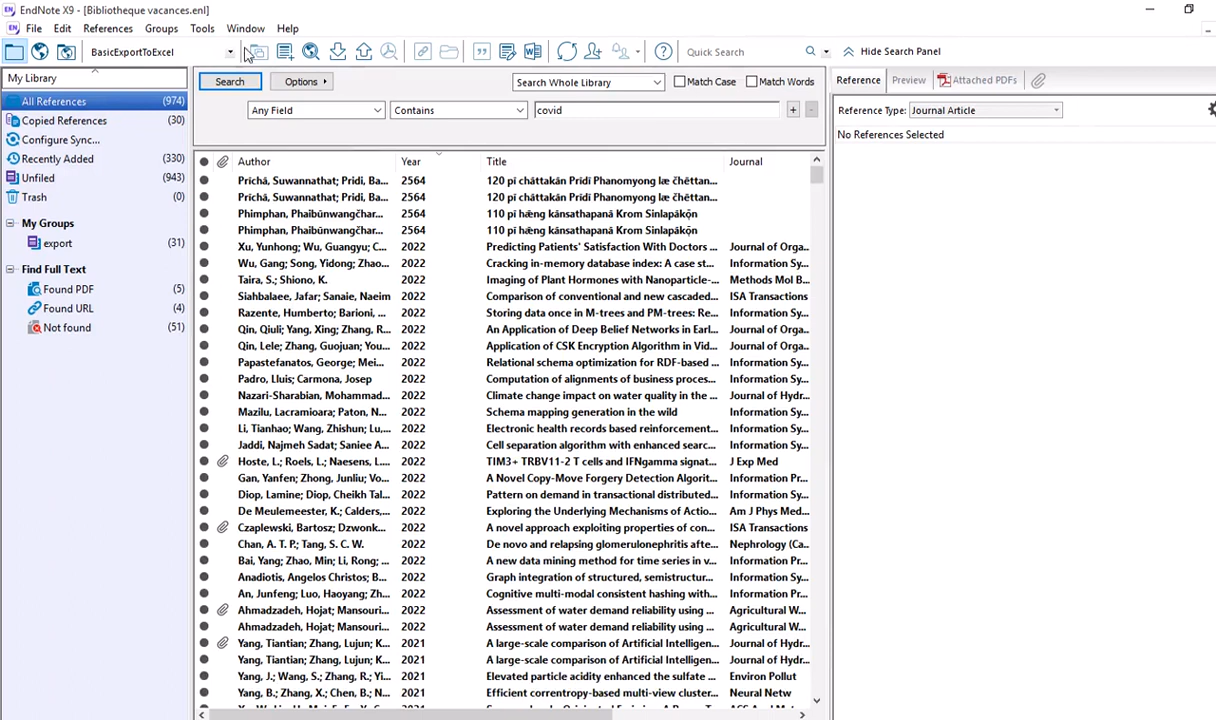 EndNote X9 - [Bibliotheque vacances.enl]
File Edit References Groups Tools Window Help
BasicExportToExcel Quick Search Hide Search Panel
My Library
All References (974)
Copied References (30)
Configure Sync...
Recently Added (330)
Unfiled (943)
Trash (0)
My Groups
export (31)
Find Full Text
Found PDF (5)
Found URL (4)
Not found (51)
Search Options Search Whole Library Match Case Match Words
Any Field Contains covid
Author Year Title Journal
Prīchā, Suwannathat; Pridi, Ba... 2564 120 pī chāttakān Prīdī Phanomyong læ čhēttan...
Prīchā, Suwannathat; Pridi, Ba... 2564 120 pī chāttakān Prīdī Phanomyong læ čhēttan...
Phimphan, Phaibūnwangčhar... 2564 110 pī hǣng kānsathāpanā Krom Sinlapākǭn
Phimphan, Phaibūnwangčhar... 2564 110 pī hǣng kānsathāpanā Krom Sinlapākǭn
Xu, Yunhong; Wu, Guangyu; C... 2022 Predicting Patients' Satisfaction With Doctors ... Journal of Orga...
Wu, Gang; Song, Yidong; Zhao... 2022 Cracking in-memory database index: A case st... Information Sy...
Taira, S.; Shiono, K. 2022 Imaging of Plant Hormones with Nanoparticle-... Methods Mol B...
Siahbalaee, Jafar; Sanaie, Naeim 2022 Comparison of conventional and new cascaded... ISA Transactions
Razente, Humberto; Barioni, ... 2022 Storing data once in M-trees and PM-trees: Re... Information Sy...
Qin, Qiuli; Yang, Xing; Zhang, R... 2022 An Application of Deep Belief Networks in Earl... Journal of Orga...
Qin, Lele; Zhang, Guojuan; You... 2022 Application of CSK Encryption Algorithm in Vid... Journal of Orga...
Papastefanatos, George; Mei... 2022 Relational schema optimization for RDF-based ... Information Sy...
Padro, Lluis; Carmona, Josep 2022 Computation of alignments of business proces... Information Sy...
Nazari-Sharabian, Mohammad... 2022 Climate change impact on water quality in the ... Journal of Hydr...
Mazilu, Lacramioara; Paton, N... 2022 Schema mapping generation in the wild Information Sy...
Li, Tianhao; Wang, Zhishun; Lu,... 2022 Electronic health records based reinforcement... Information Sy...
Jaddi, Najmeh Sadat; Saniee A... 2022 Cell separation algorithm with enhanced searc... Information Sy...
Hoste, L.; Roels, L.; Naesens, L.... 2022 TIM3+ TRBV11-2 T cells and IFNgamma signat... J Exp Med
Gan, Yanfen; Zhong, Junliu; Vo... 2022 A Novel Copy-Move Forgery Detection Algorit... Information Pr...
Diop, Lamine; Diop, Cheikh Tal... 2022 Pattern on demand in transactional distributed... Information Sy...
De Meulemeester, K.; Calders,... 2022 Exploring the Underlying Mechanisms of Actio... Am J Phys Med...
Czaplewski, Bartosz; Dzwonk... 2022 A novel approach exploiting properties of con... ISA Transactions
Chan, A. T. P.; Tang, S. C. W. 2022 De novo and relapsing glomerulonephritis afte... Nephrology (Ca...
Bai, Yang; Zhao, Min; Li, Rong; ... 2022 A new data mining method for time series in v... Information Pr...
Anadiotis, Angelos Christos; B... 2022 Graph integration of structured, semistructur... Information Sy...
An, Junfeng; Luo, Haoyang; Zh... 2022 Cognitive multi-modal consistent hashing with... Information Pr...
Ahmadzadeh, Hojat; Mansouri... 2022 Assessment of water demand reliability using ... Agricultural W...
Ahmadzadeh, Hojat; Mansouri... 2022 Assessment of water demand reliability using ... Agricultural W...
Yang, Tiantian; Zhang, Lujun; K... 2021 A large-scale comparison of Artificial Intelligen... Journal of Hydr...
Yang, Tiantian; Zhang, Lujun; K... 2021 A large-scale comparison of Artificial Intelligen... Journal of Hydr...
Yang, J.; Wang, S.; Zhang, R.; Yi... 2021 Elevated particle acidity enhanced the sulfate ... Environ Pollut
Yang, B.; Zhang, X.; Chen, B.; N... 2021 Efficient correntropy-based multi-view cluster... Neural Netw
Reference Preview Attached PDFs
Reference Type: Journal Article
No References Selected